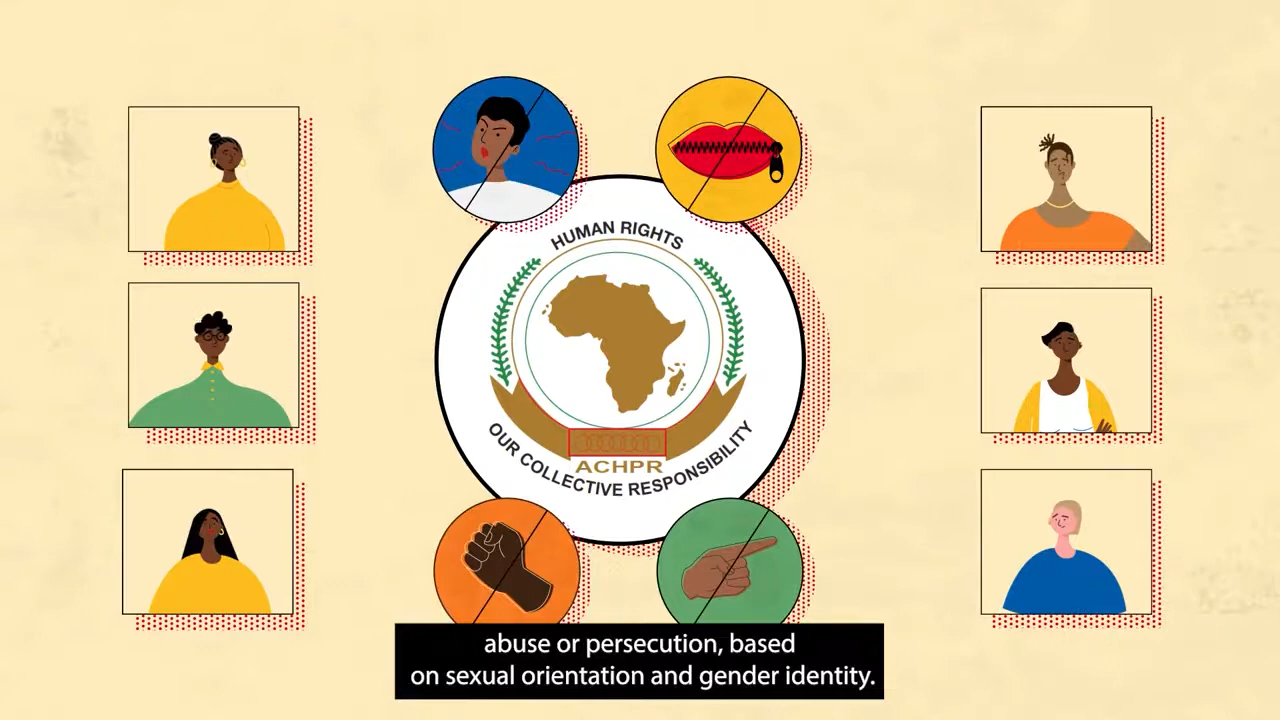 HUMAN RIGHTS
ACHPR
OUR COLLECTIVE RESPONSIBILITY
abuse or persecution, based
on sexual orientation and gender identity.